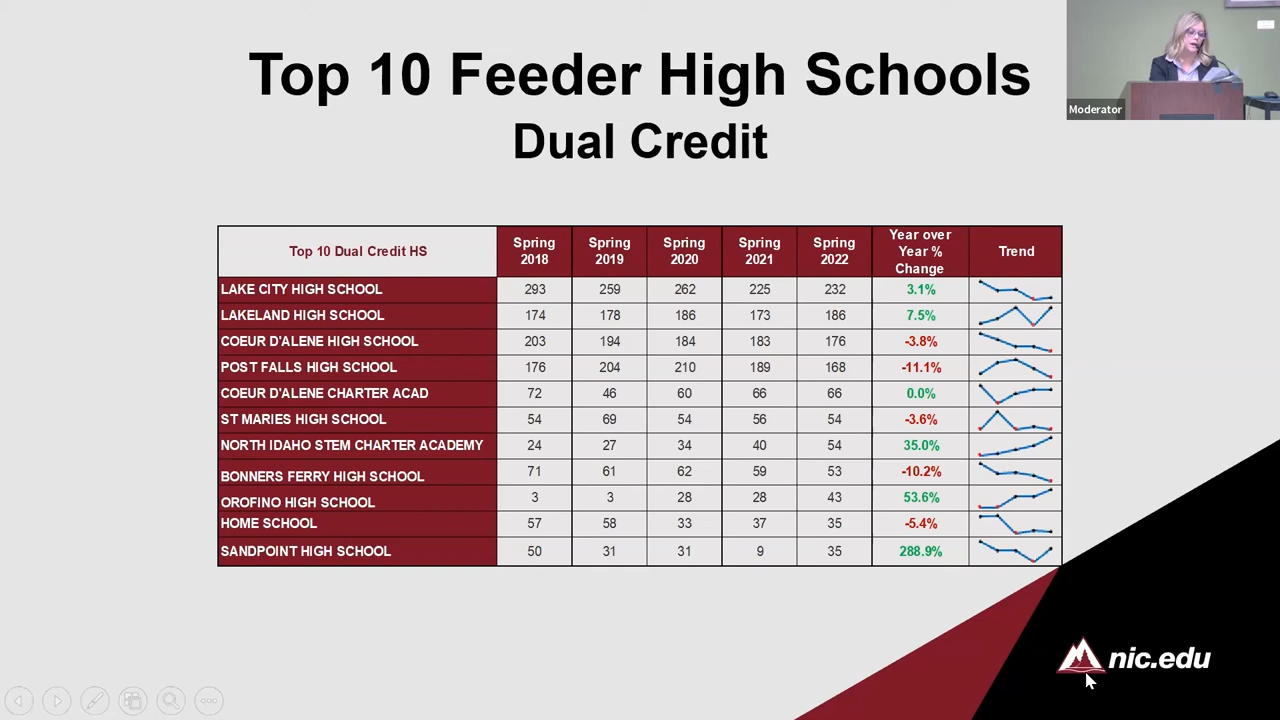 Top 10 Feeder High Schools
Dual Credit
Moderator
Top 10 Dual Credit HS Spring 2018 Spring 2019 Spring 2020 Spring 2021 Spring 2022 Year over Year % Change Trend
LAKE CITY HIGH SCHOOL 293 259 262 225 232 3.1%
LAKELAND HIGH SCHOOL 174 178 186 173 186 7.5%
COEUR D'ALENE HIGH SCHOOL 203 194 184 183 176 -3.8%
POST FALLS HIGH SCHOOL 176 204 210 189 168 -11.1%
COEUR D'ALENE CHARTER ACAD 72 46 60 66 66 0.0%
ST MARIES HIGH SCHOOL 54 69 54 56 54 -3.6%
NORTH IDAHO STEM CHARTER ACADEMY 24 27 34 40 54 35.0%
BONNERS FERRY HIGH SCHOOL 71 61 62 59 53 -10.2%
OROFINO HIGH SCHOOL 3 3 28 28 43 53.6%
HOME SCHOOL 57 58 33 37 35 -5.4%
SANDPOINT HIGH SCHOOL 50 31 31 9 35 288.9%
nic.edu